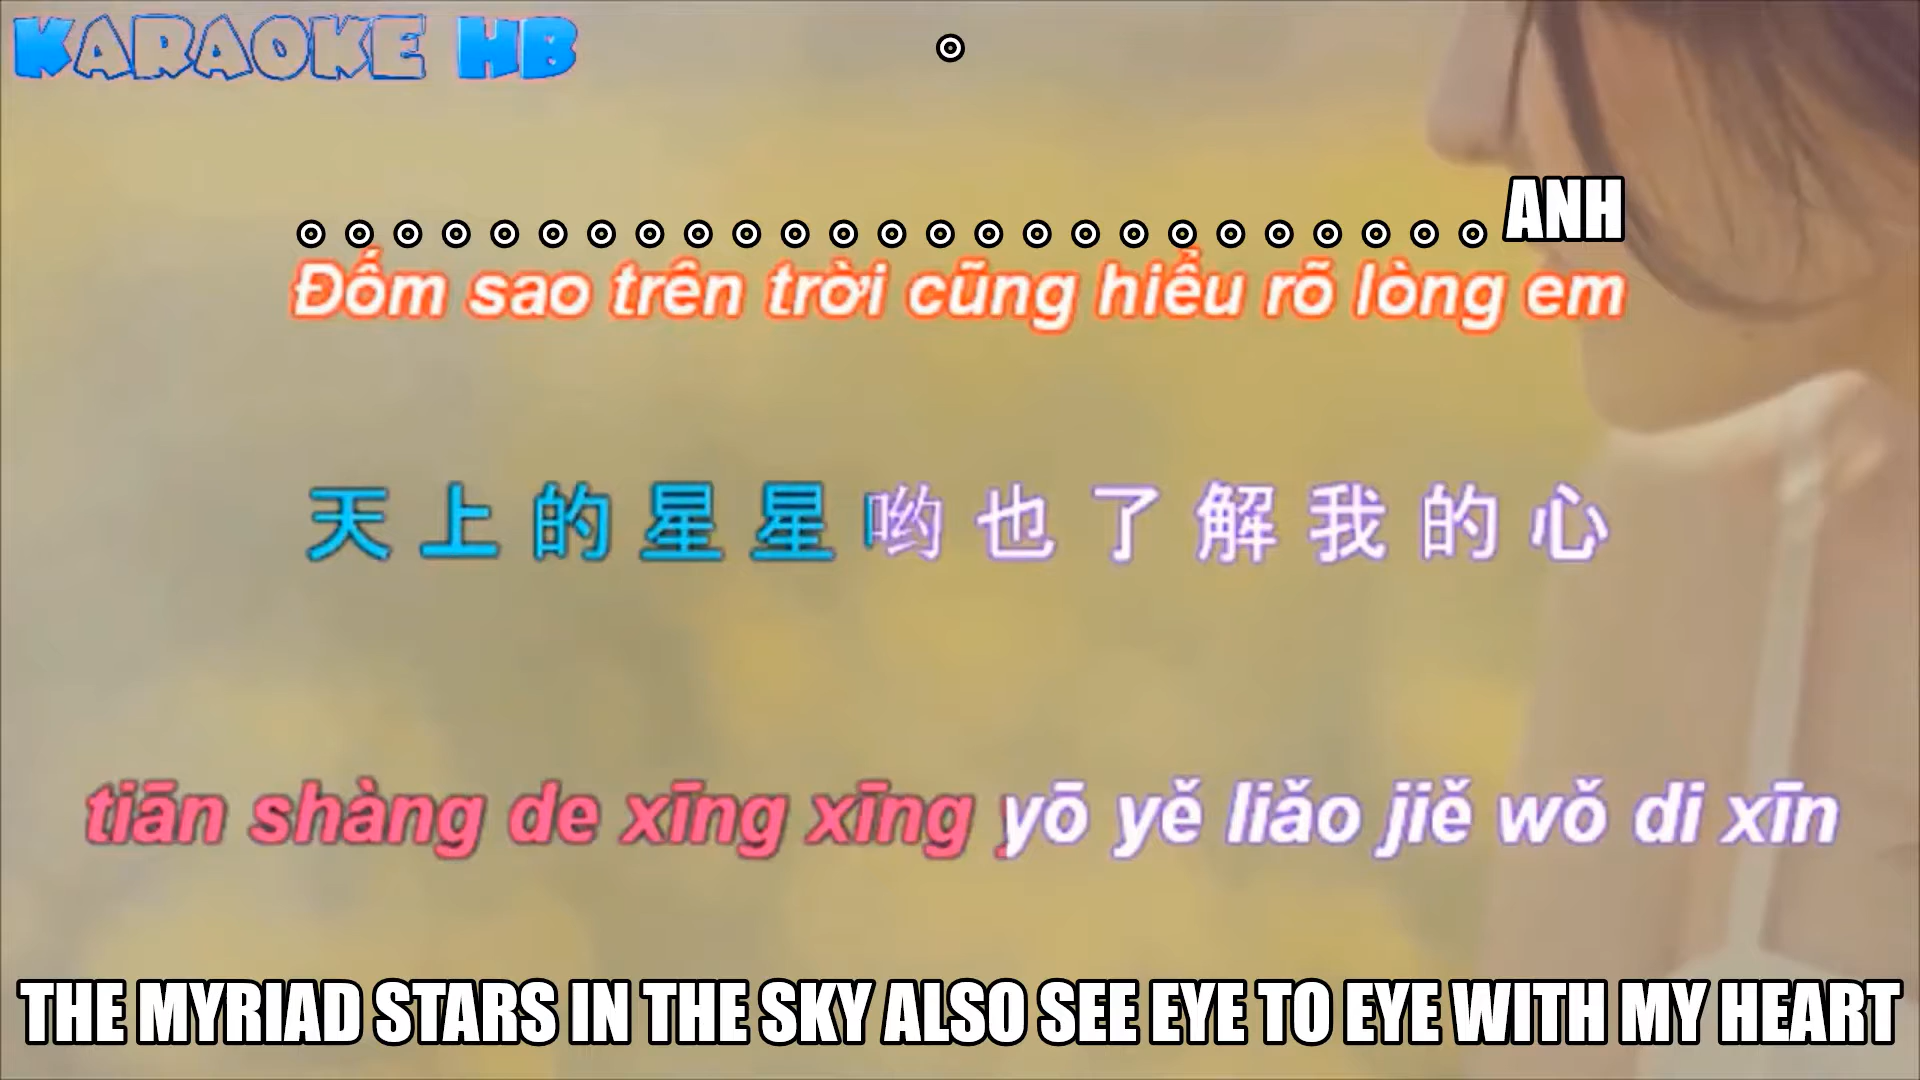 KARAOKE HB
ANH
Đốm sao trên trời cũng hiểu rõ lòng em
天上的星星哟也了解我的心
tiān shàng de xīng xīng yō yě liǎo jiě wǒ di xīn
THE MYRIAD STARS IN THE SKY ALSO SEE EYE TO EYE WITH MY HEART